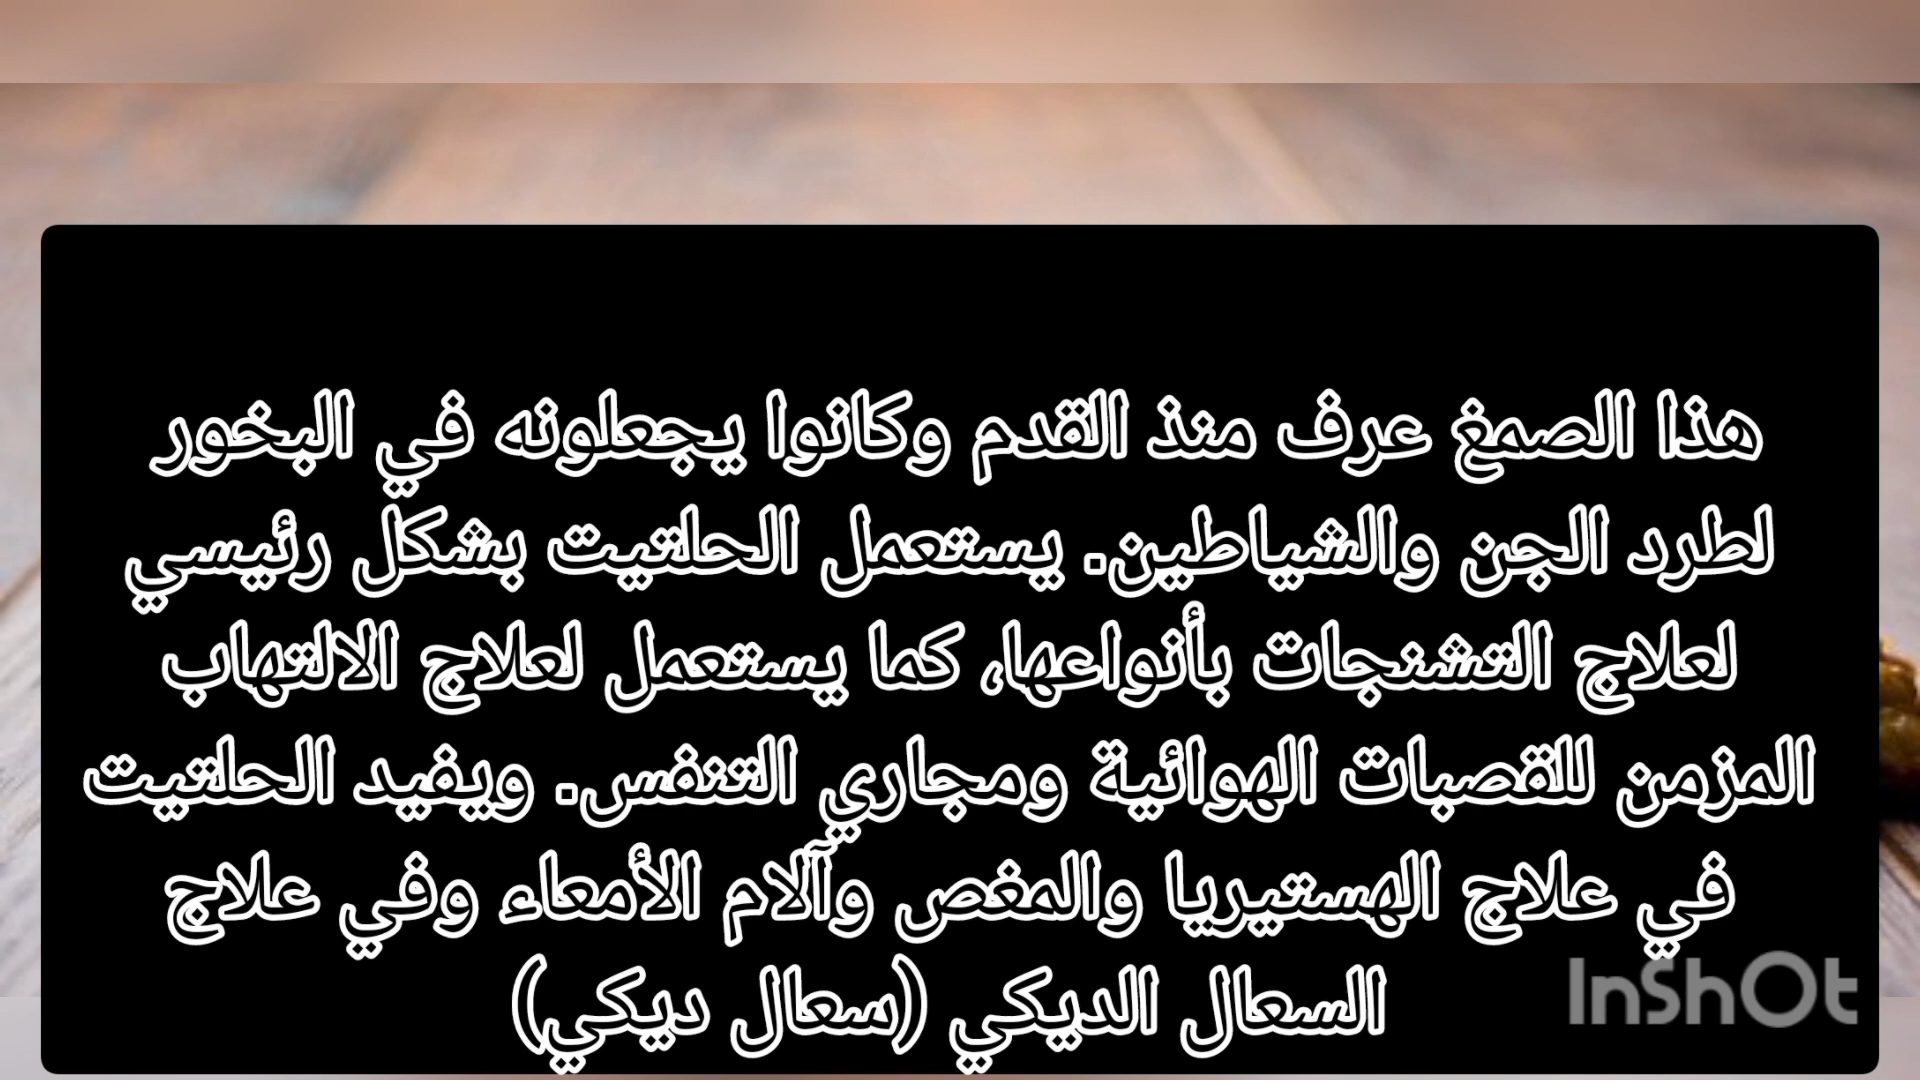 هذا الصمغ عرف منذ القدم وكانوا يجعلونه في البخور
لطرد الجن والشياطين. يستعمل الحلتيت بشكل رئيسي
لعلاج التشنجات بأنواعها، كما يستعمل لعلاج الالتهاب
المزمن للقصبات الهوائية ومجاري التنفس. ويفيد الحلتيت
في علاج الهستيريا والمغص وآلام الأمعاء وفي علاج
السعال الديكي (سعال ديكي)
InShOt